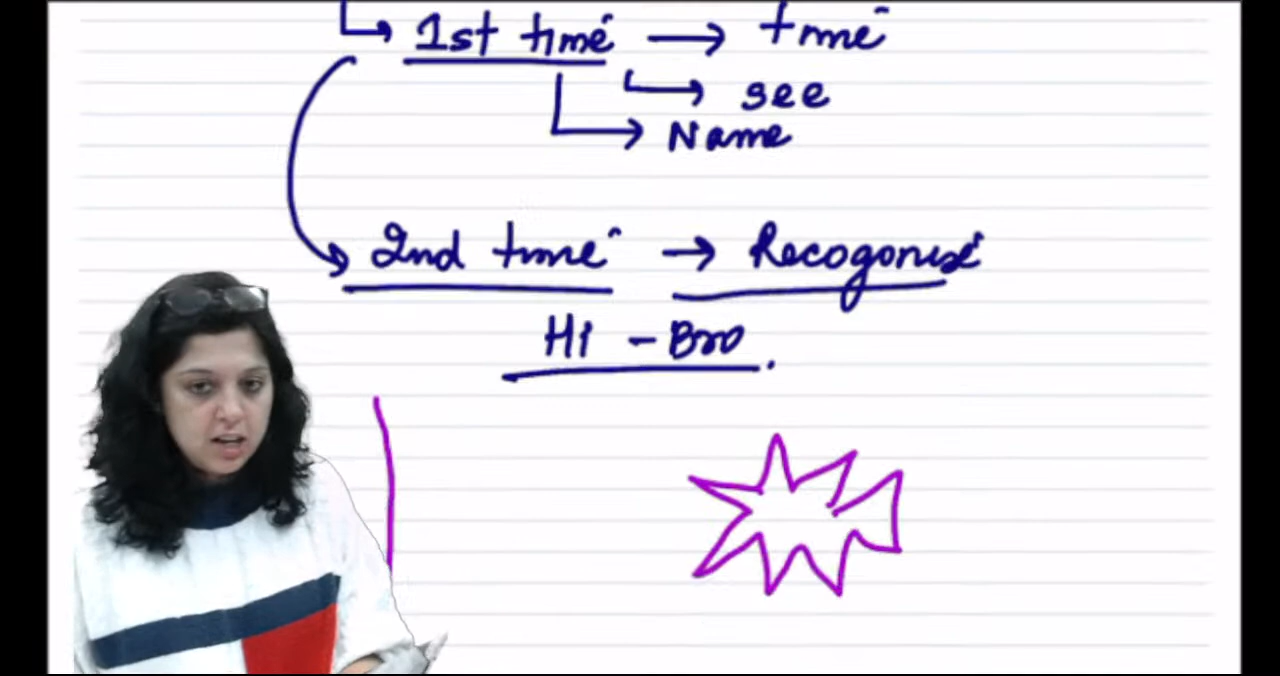 1st time → time
→ see
→ Name
2nd time → Recogonise
Hi - Bro.